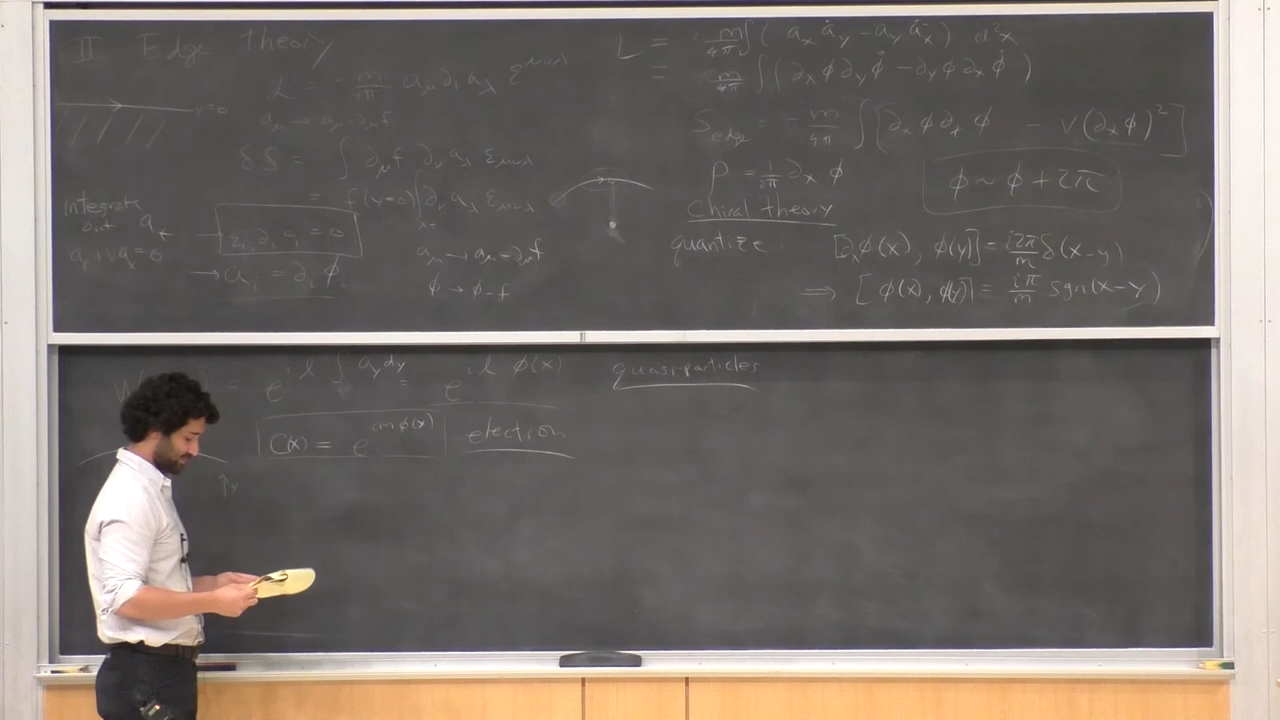 II Edge theory
L = - m/4π a_μ ∂_ν a_λ ε^{μνλ}
y=0
a_μ → a_μ - ∂_μ f
δS = ∫ ∂_μ f ∂_ν a_λ ε_{μνλ}
= f(y=0) ∫ ∂_ν a_λ ε_{μνλ}
integrate out a_t → ε_{ij} ∂_i a_j = 0
a_t + v a_x = 0
→ a_i = ∂_i φ
a_μ → a_μ - ∂_μ f
φ → φ - f
L = m/4π ∫ ( a_x ȧ_y - a_y ȧ_x ) d²x
= m/4π ∫ ( ∂_x φ ∂_y φ̇ - ∂_y φ ∂_x φ̇ )
S_edge = - m/4π ∫ [ ∂_x φ ∂_t φ - v(∂_x φ)² ]
ρ = 1/2π ∂_x φ
φ ~ φ + 2π
Chiral theory
quantize : [∂_x φ(x), φ(y)] = i2π/m δ(x-y)
⟹ [φ(x), φ(y)] = iπ/m sgn(x-y)
= e^{i l ∫ a_y dy} = e^{i l φ(x)} quasiparticles
C(x) = e^{imφ(x)} electron
↑y